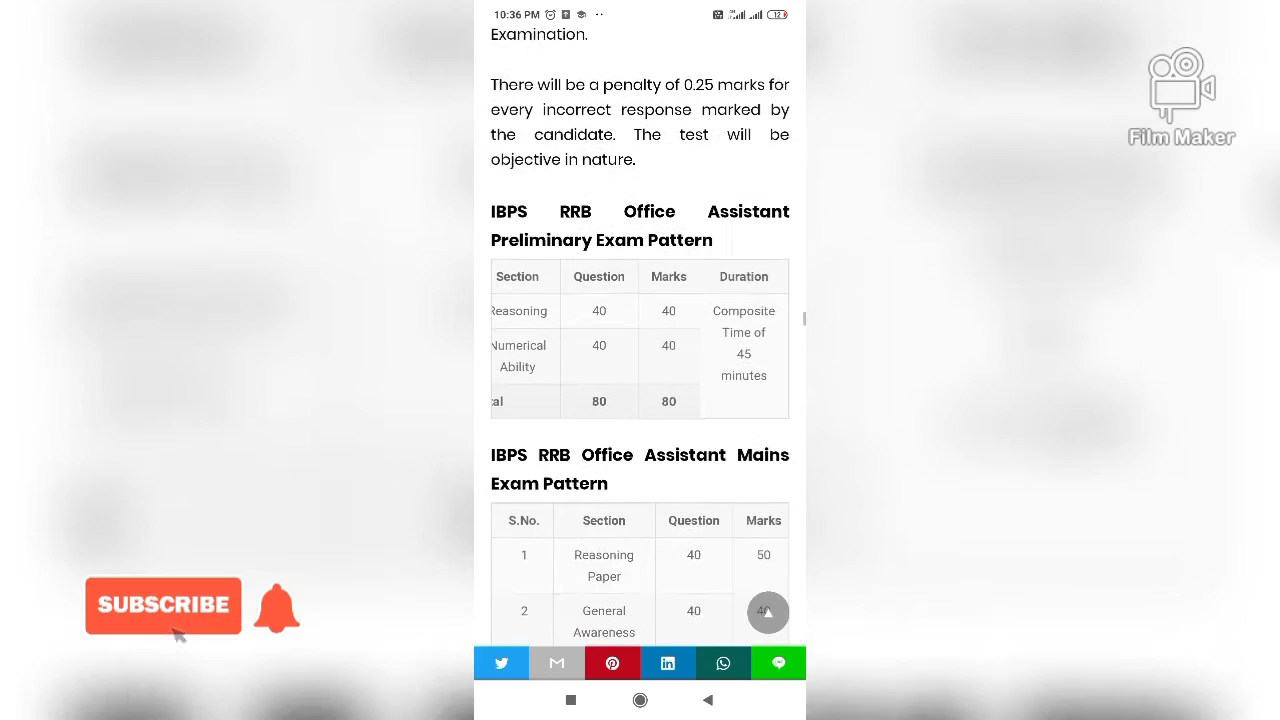 10:36 PM
12
Examination.
There will be a penalty of 0.25 marks for
every incorrect response marked by
the candidate. The test will be
objective in nature.
IBPS RRB Office Assistant
Preliminary Exam Pattern
Section Question Marks Duration
Reasoning 40 40 Composite
Time of
45
minutes
Numerical 40 40
Ability
tal 80 80
IBPS RRB Office Assistant Mains
Exam Pattern
S.No. Section Question Marks
1 Reasoning 40 50
Paper
2 General 40
Awareness
SUBSCRIBE
Film Maker